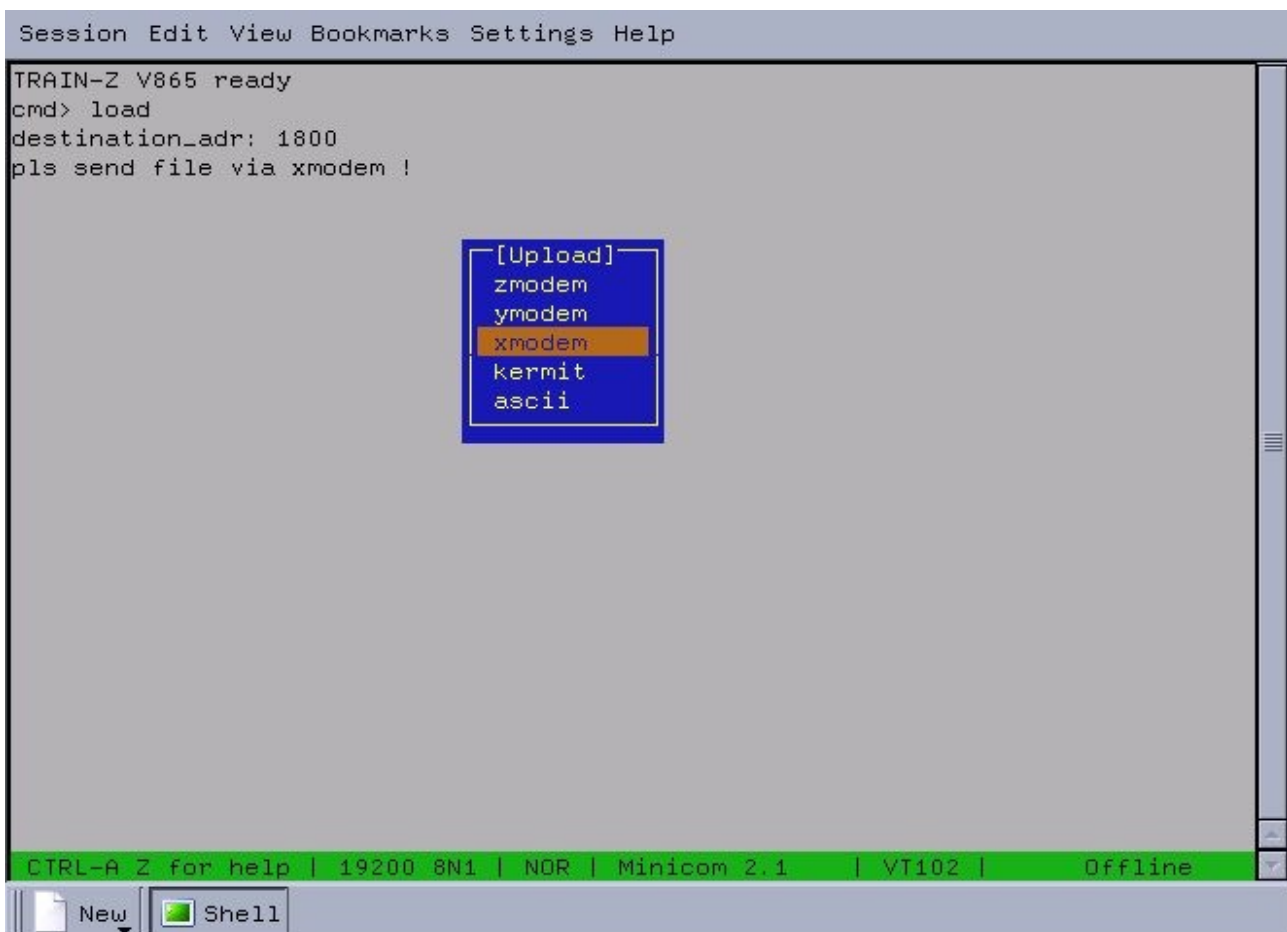 Session Edit View Bookmarks Settings Help
TRAIN-Z V865 ready
cmd> load
destination_adr: 1800
pls send file via xmodem !
[Upload]
zmodem
ymodem
xmodem
kermit
ascii
CTRL-A Z for help | 19200 8N1 | NOR | Minicom 2.1 | VT102 | Offline
New Shell